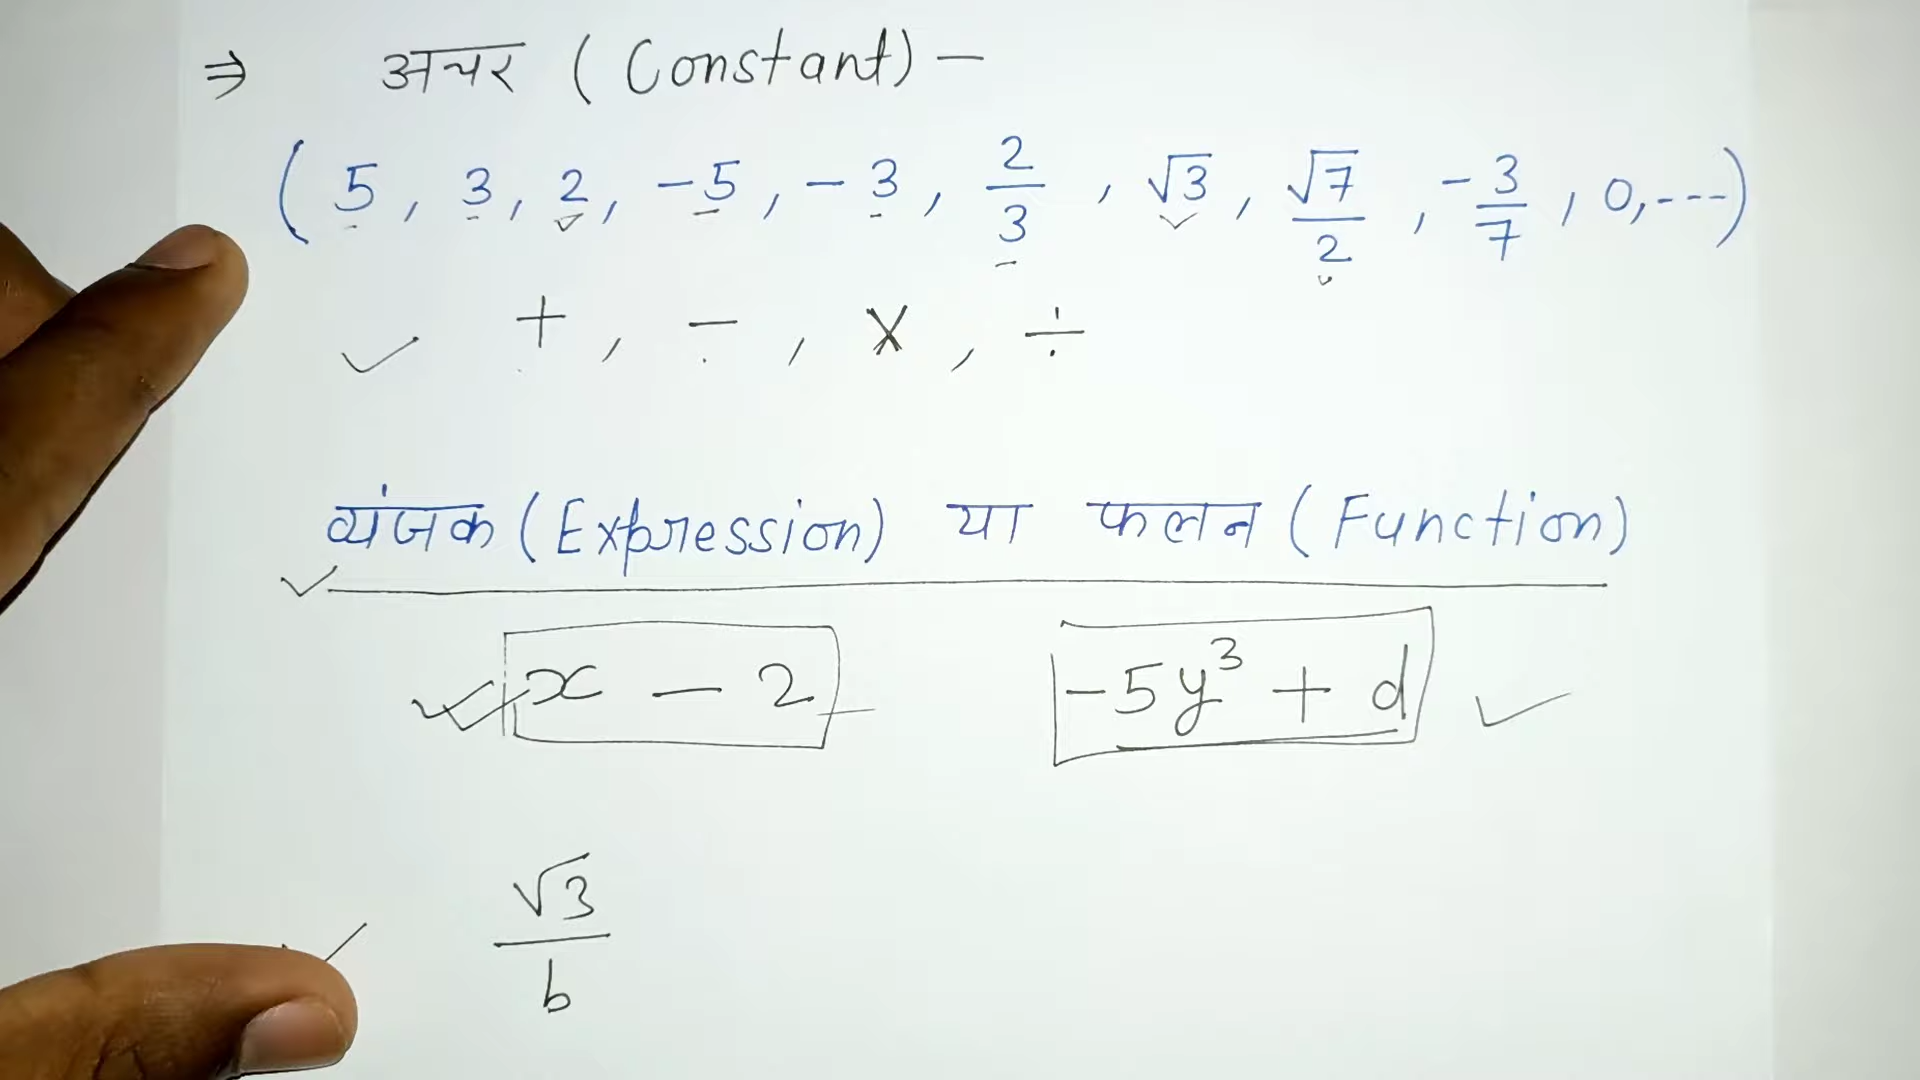 ⇒ अचर (Constant) –
(5, 3, 2, -5, -3, 2/3, √3, √7/2, -3/7, 0, ---)
✓ +, -, ×, ÷
व्यंजक (Expression) या फलन (Function)
✓ x - 2 -5y³ + d ✓
√3/b